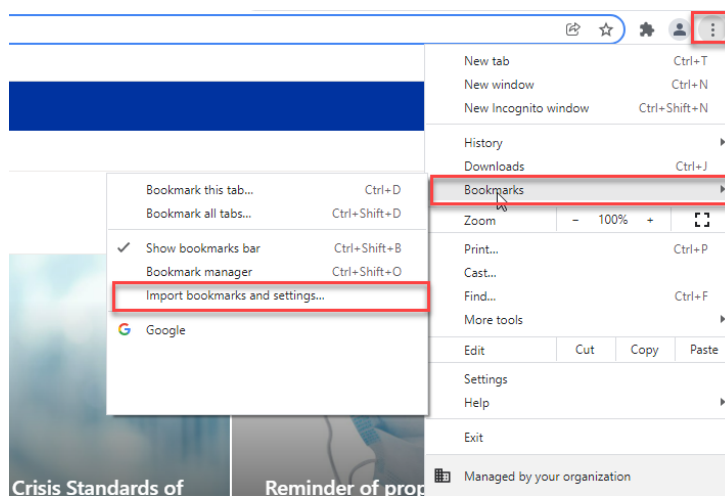 New tab Ctrl+T
New window Ctrl+N
New Incognito window Ctrl+Shift+N
History
Downloads Ctrl+J
Bookmarks
Zoom - 100% +
Print... Ctrl+P
Cast...
Find... Ctrl+F
More tools
Edit Cut Copy Paste
Settings
Help
Exit
Managed by your organization
Bookmark this tab... Ctrl+D
Bookmark all tabs... Ctrl+Shift+D
Show bookmarks bar Ctrl+Shift+B
Bookmark manager Ctrl+Shift+O
Import bookmarks and settings...
Google
Crisis Standards of
Reminder of prop